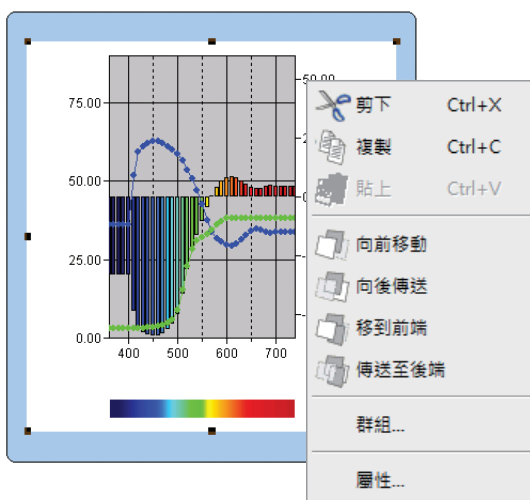 75.00
50.00
25.00
0.00
400 500 600 700
50.00
剪下 Ctrl+X
複製 Ctrl+C
貼上 Ctrl+V
向前移動
向後傳送
移到前端
傳送至後端
群組...
屬性...